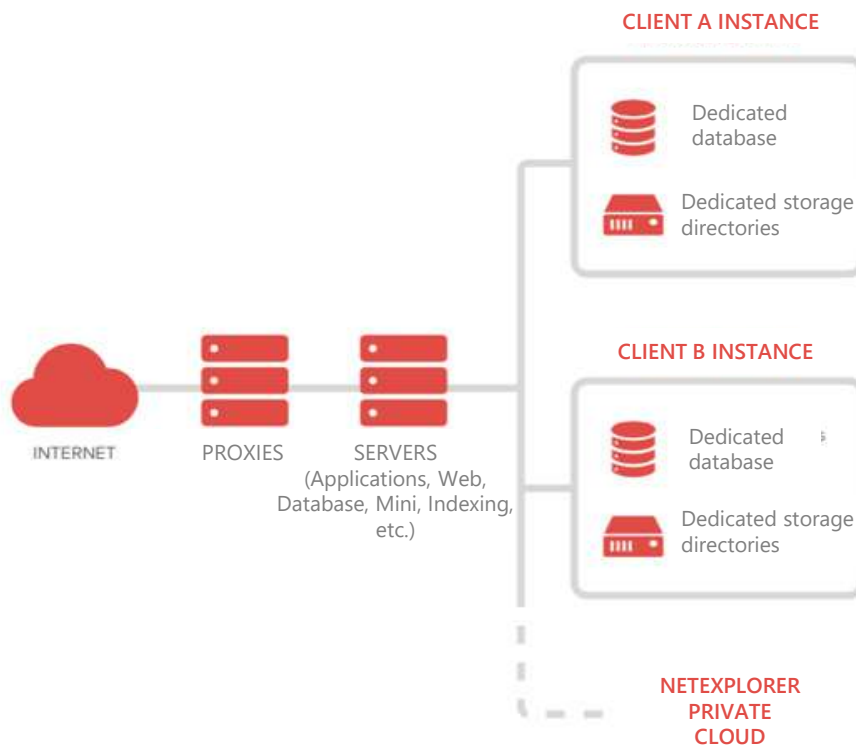 CLIENT A INSTANCE
Dedicated
database
Dedicated storage
directories
INTERNET
PROXIES
SERVERS
(Applications, Web,
Database, Mini, Indexing,
etc.)
CLIENT B INSTANCE
Dedicated
database
Dedicated storage
directories
NETEXPLORER
PRIVATE
CLOUD